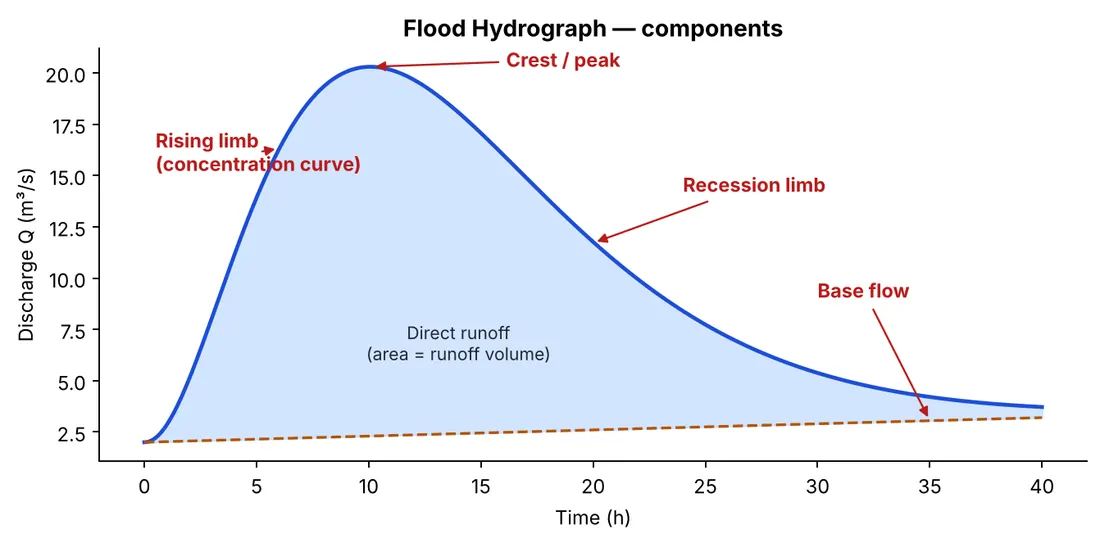 Flood Hydrograph — components
Crest / peak
Rising limb
(concentration curve)
Recession limb
Base flow
Direct runoff
(area = runoff volume)
Discharge Q (m³/s)
20.0
17.5
15.0
12.5
10.0
7.5
5.0
2.5
0 5 10 15 20 25 30 35 40
Time (h)